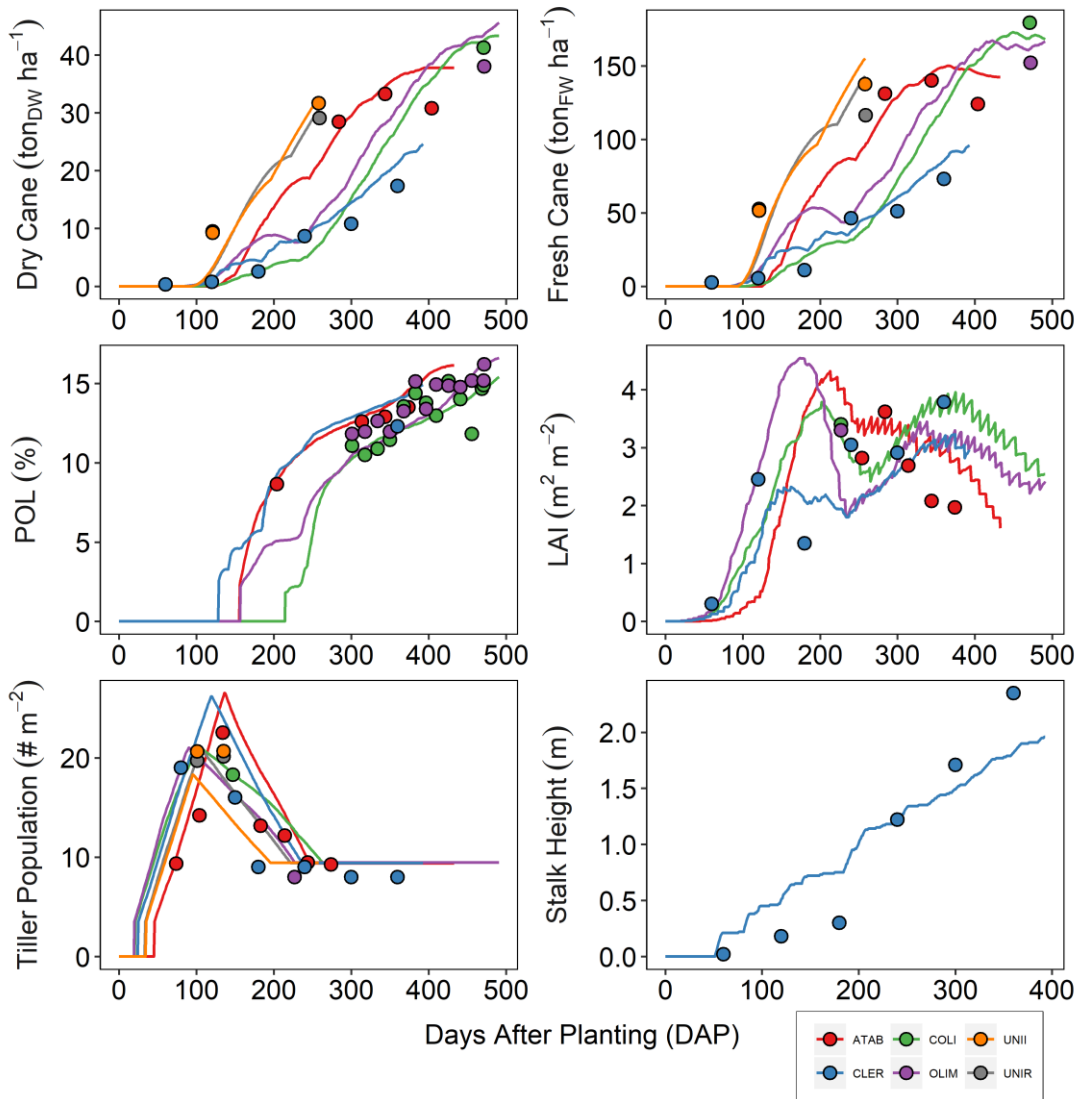 Dry Cane (ton_DW ha⁻¹)
40
30
20
10
0
0 100 200 300 400 500
Fresh Cane (ton_FW ha⁻¹)
150
100
50
0
0 100 200 300 400 500
POL (%)
15
10
5
0
0 100 200 300 400 500
LAI (m² m⁻²)
4
3
2
1
0
0 100 200 300 400 500
Tiller Population (# m⁻²)
20
10
0
0 100 200 300 400 500
Stalk Height (m)
2.0
1.5
1.0
0.5
0.0
0 100 200 300 400
Days After Planting (DAP)
ATAB COLI UNII
CLER OLIM UNIR